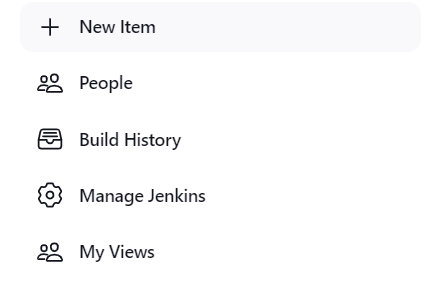 New Item
People
Build History
Manage Jenkins
My Views